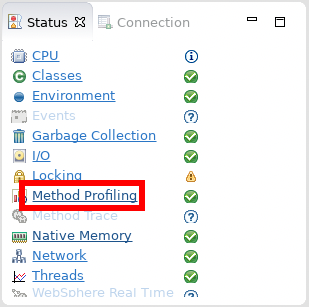 Status Connection
CPU
Classes
Environment
Events
Garbage Collection
I/O
Locking
Method Profiling
Method Trace
Native Memory
Network
Threads
WebSphere Real Time